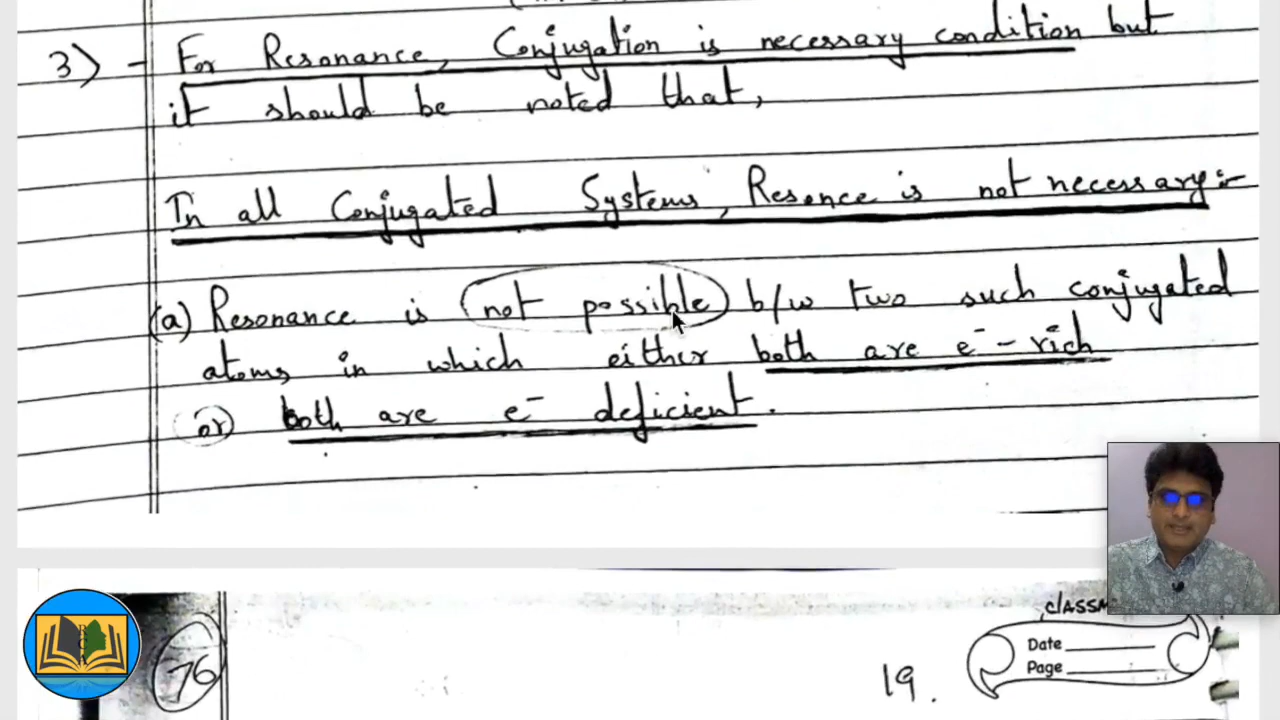 3) - For Resonance, Conjugation is necessary condition but
it should be noted that,
In all Conjugated Systems, Resonce is not necessary :-
(a) Resonance is not possible b/w two such conjugated
atoms in which either both are e⁻ - rich
or both are e⁻ deficient.
76
19.
Date
Page